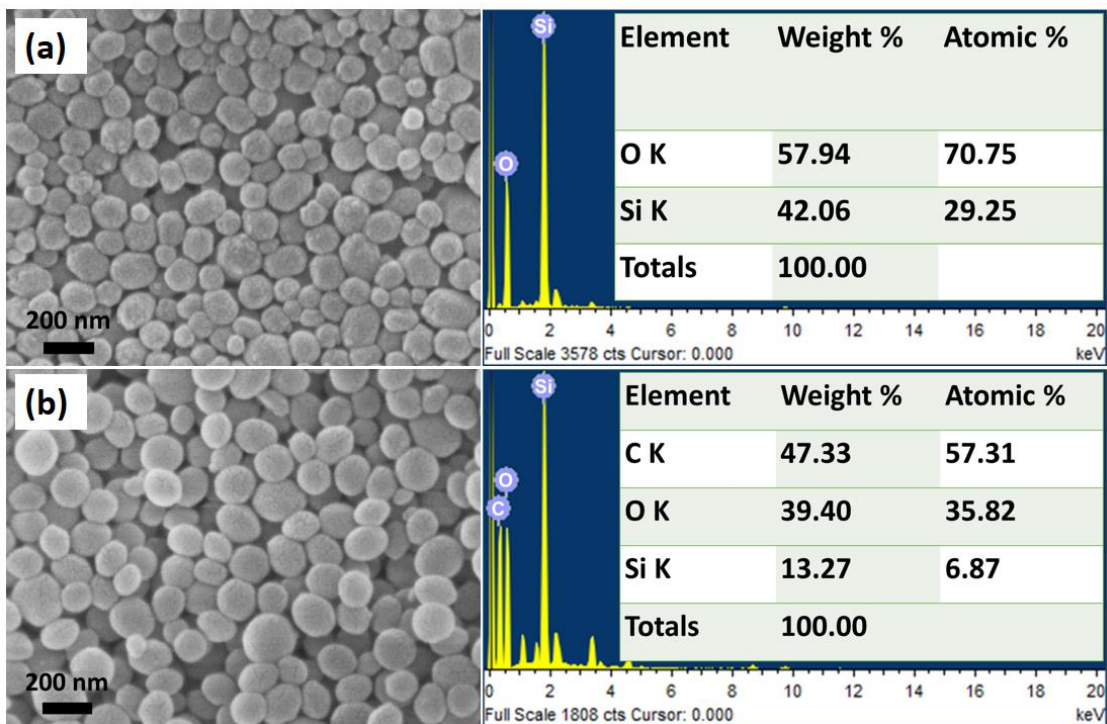 (a)
200 nm
Si
O
Element Weight % Atomic %
O K 57.94 70.75
Si K 42.06 29.25
Totals 100.00
0 2 4 6 8 10 12 14 16 18 20
Full Scale 3578 cts Cursor: 0.000 keV
(b)
200 nm
Si
O
C
Element Weight % Atomic %
C K 47.33 57.31
O K 39.40 35.82
Si K 13.27 6.87
Totals 100.00
0 2 4 6 8 10 12 14 16 18 20
Full Scale 1808 cts Cursor: 0.000 keV